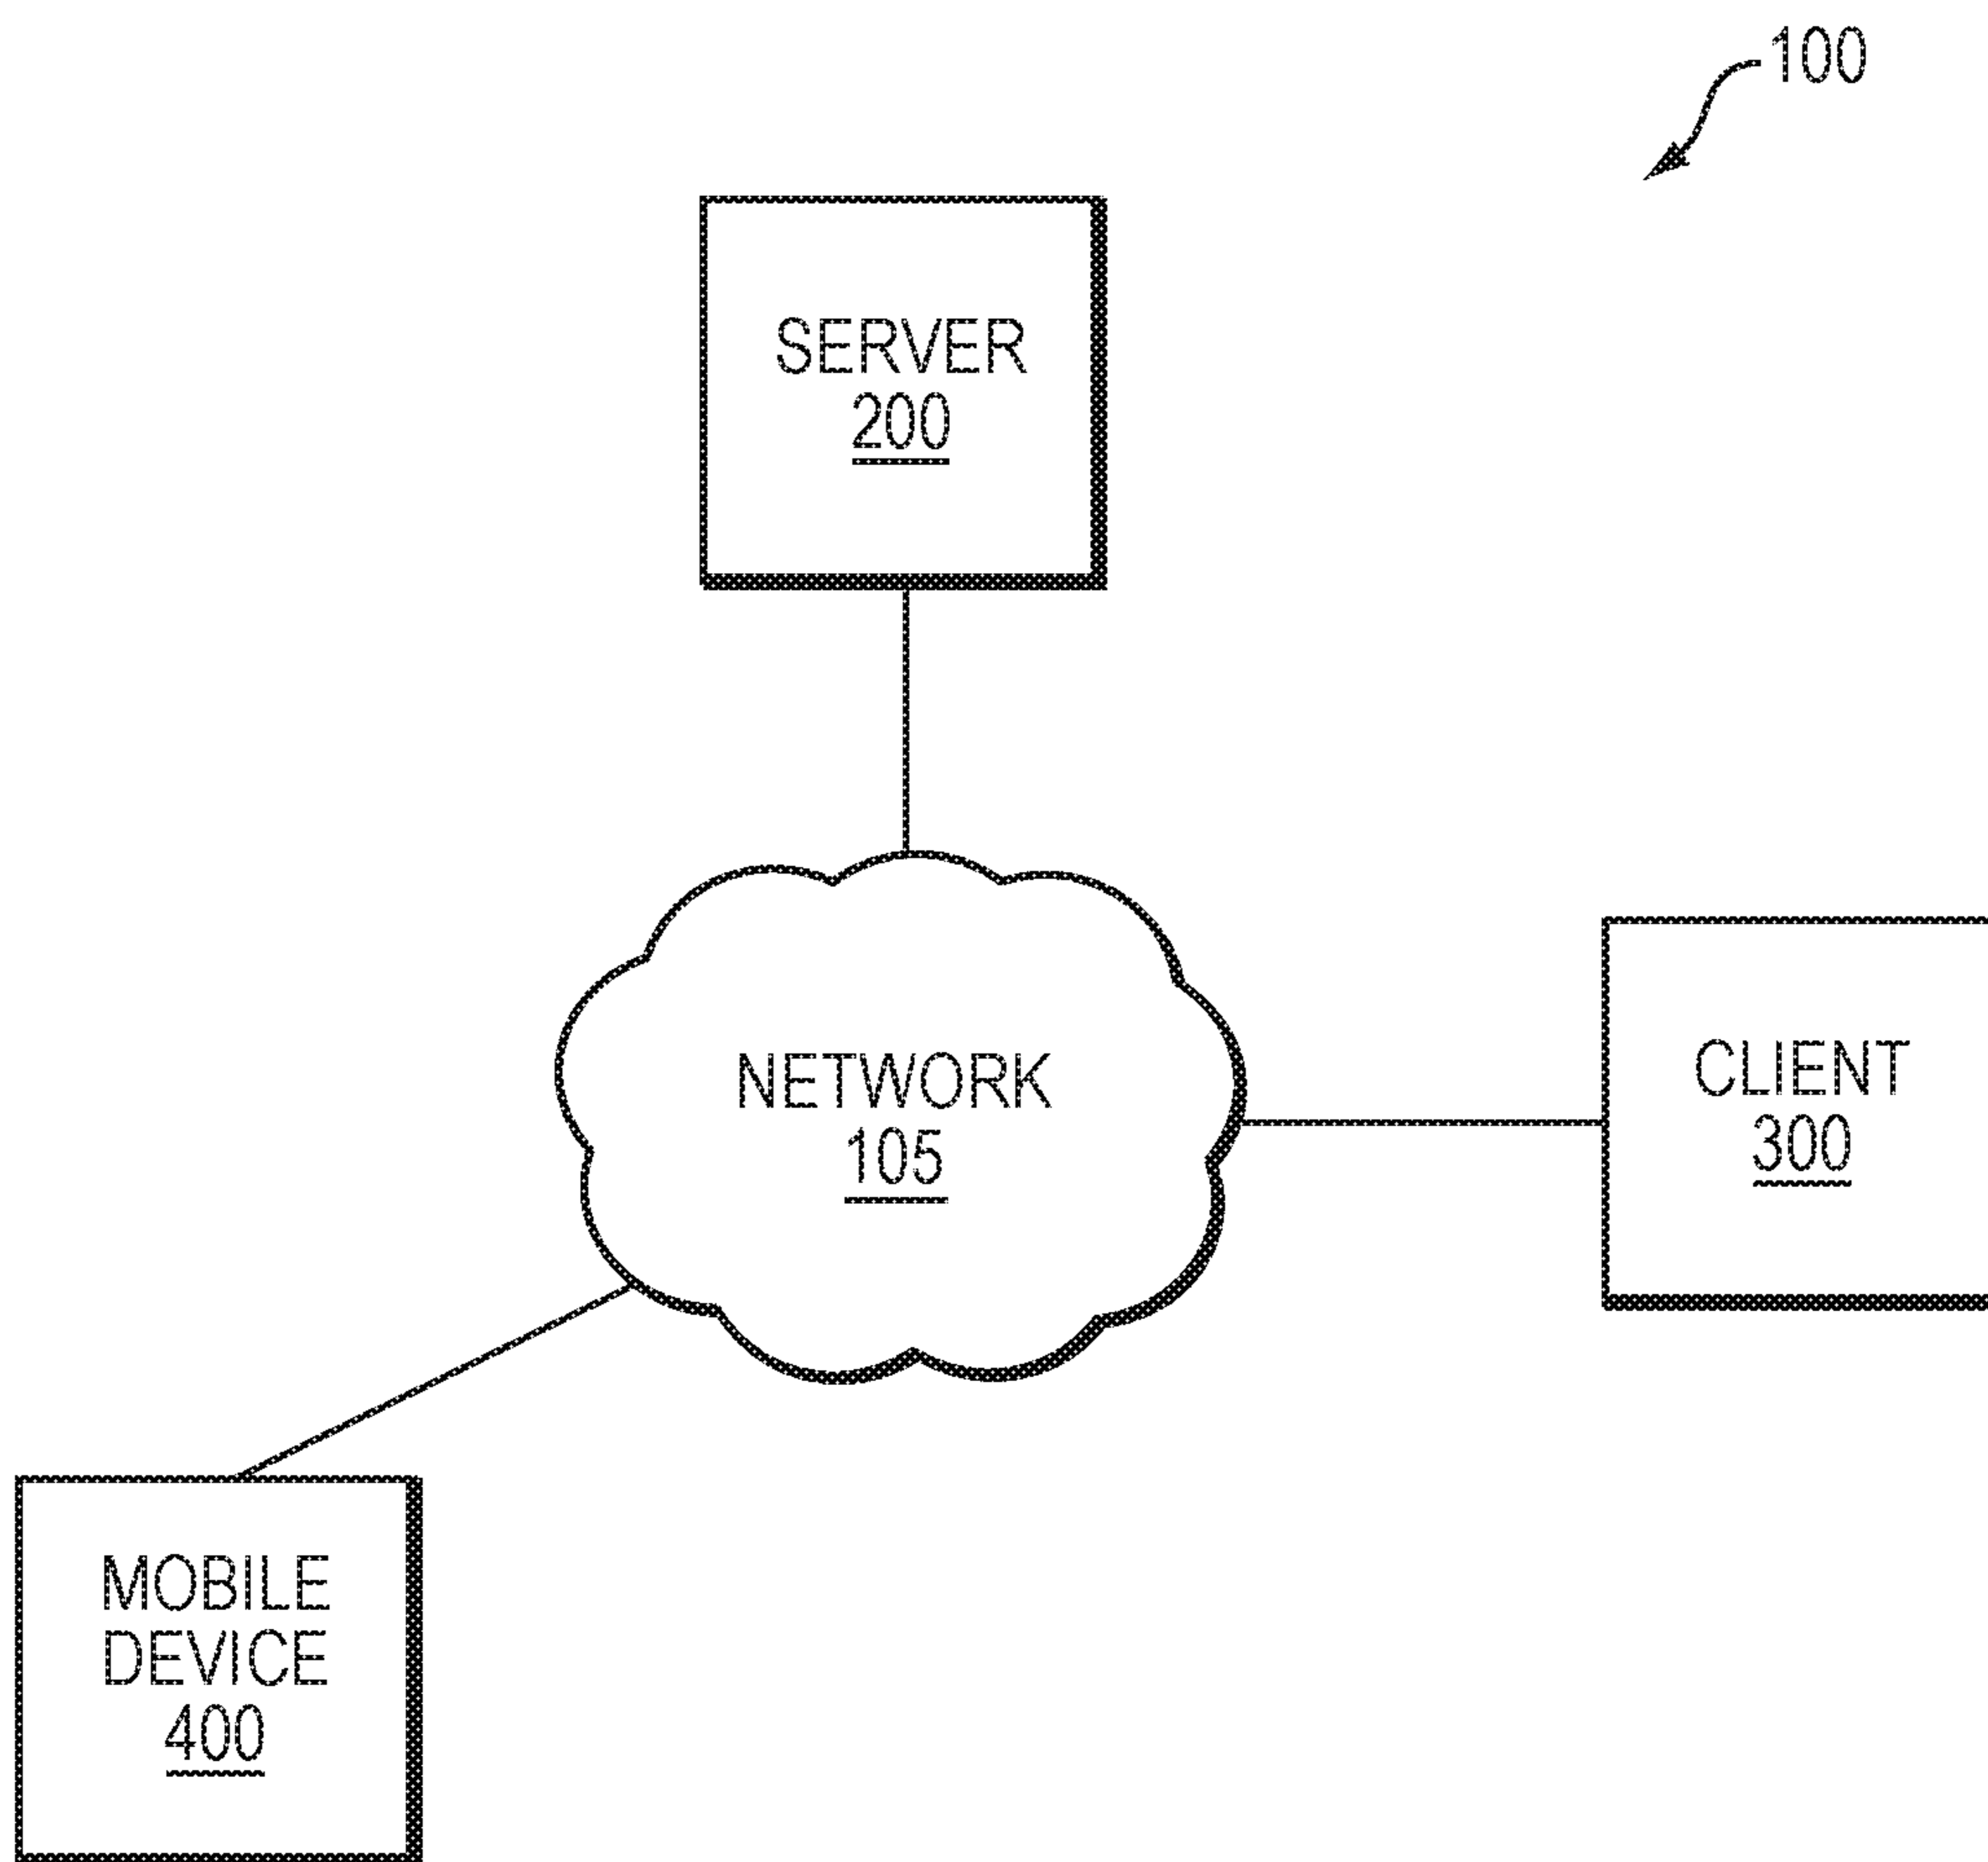 100
SERVER
200
NETWORK
105
CLIENT
300
MOBILE
DEVICE
400